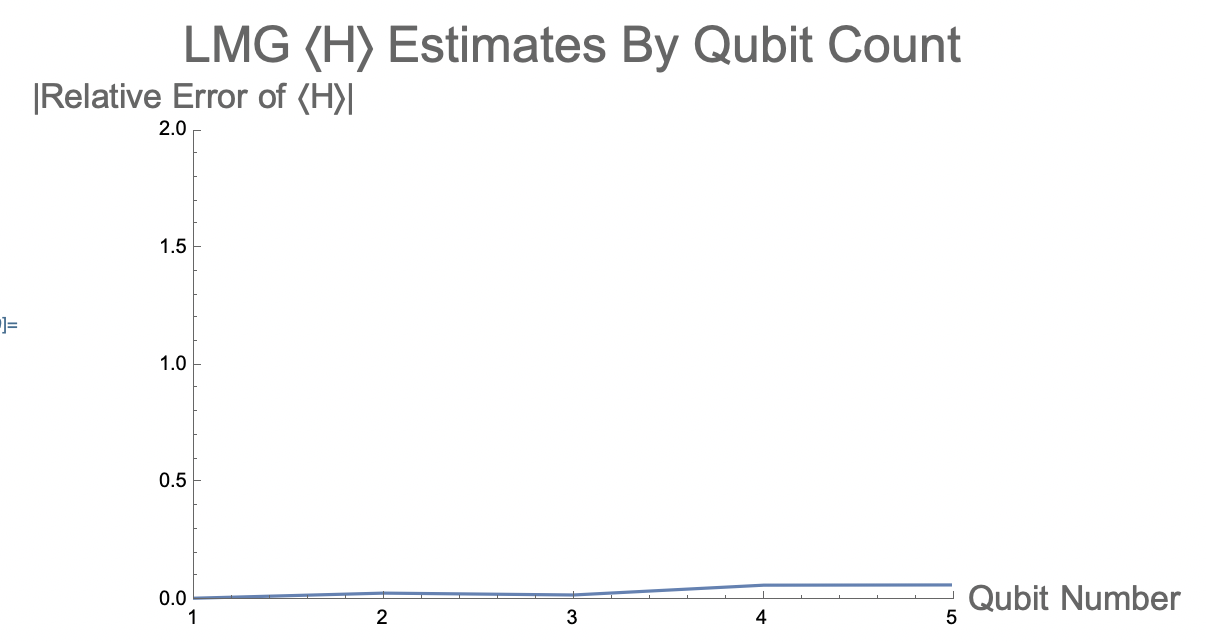 LMG ⟨H⟩ Estimates By Qubit Count
|Relative Error of ⟨H⟩|
2.0
1.5
]=
1.0
0.5
0.0
1 2 3 4 5
Qubit Number